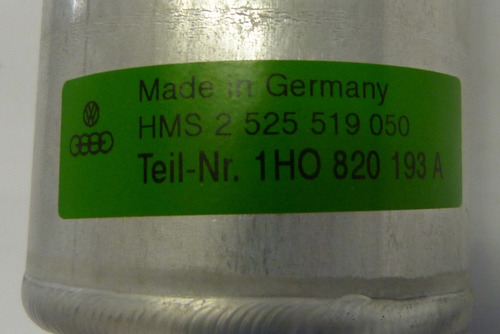 Made in Germany
HMS 2 525 519 050
Teil-Nr. 1HO 820 193 A